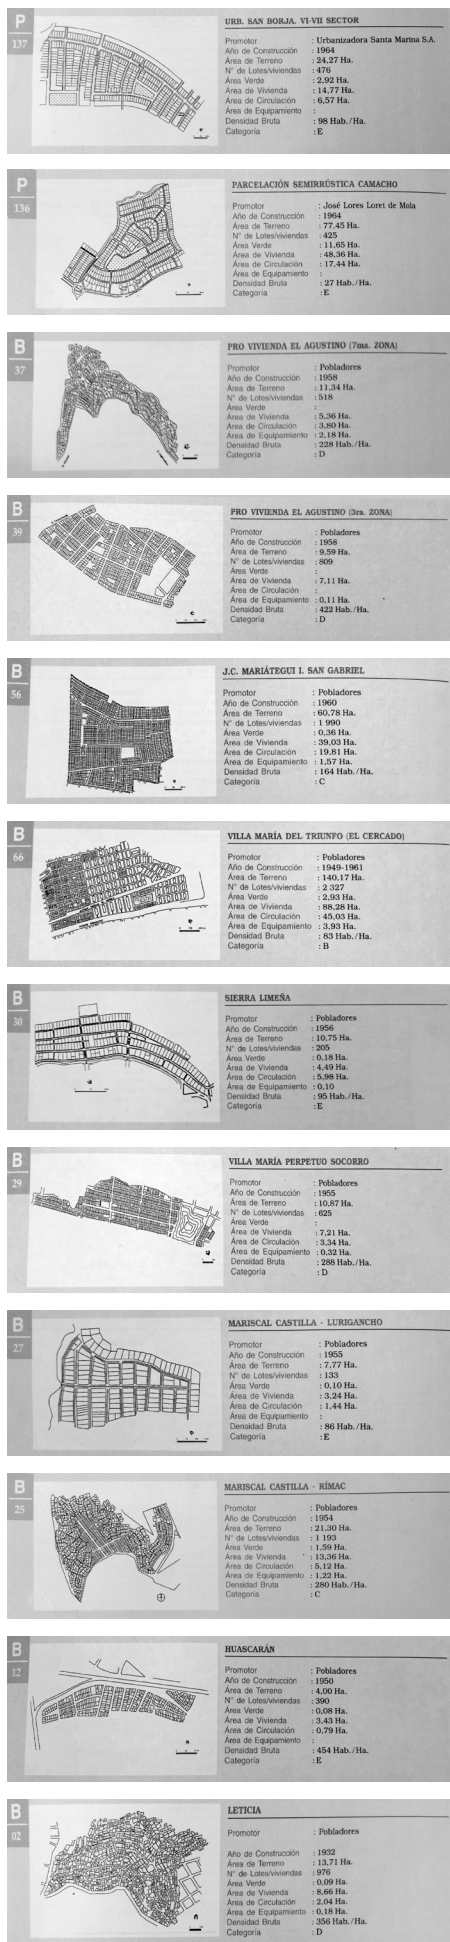 P
137
URB. SAN BORJA. VI-VII SECTOR
Promotor : Urbanizadora Santa Marina S.A.
Año de Construcción : 1964
Área de Terreno : 24,27 Ha.
N° de Lotes/viviendas : 476
Área Verde : 2,92 Ha.
Área de Vivienda : 14,77 Ha.
Área de Circulación : 6,57 Ha.
Área de Equipamiento :
Densidad Bruta : 98 Hab./Ha.
Categoría : E
P
136
PARCELACIÓN SEMIRRÚSTICA CAMACHO
Promotor : José Lores Loret de Mola
Año de Construcción : 1964
Área de Terreno : 77,45 Ha.
N° de Lotes/viviendas : 425
Área Verde : 11,65 Ha.
Área de Vivienda : 48,36 Ha.
Área de Circulación : 17,44 Ha.
Área de Equipamiento :
Densidad Bruta : 27 Hab./Ha.
Categoría : E
B
37
PRO VIVIENDA EL AGUSTINO (7ma. ZONA)
Promotor : Pobladores
Año de Construcción : 1958
Área de Terreno : 11,34 Ha.
N° de Lotes/viviendas : 518
Área Verde :
Área de Vivienda : 5,36 Ha.
Área de Circulación : 3,80 Ha.
Área de Equipamiento : 2,18 Ha.
Densidad Bruta : 228 Hab./Ha.
Categoría : D
B
39
PRO VIVIENDA EL AGUSTINO (3ra. ZONA)
Promotor : Pobladores
Año de Construcción : 1958
Área de Terreno : 9,59 Ha.
N° de Lotes/viviendas : 809
Área Verde :
Área de Vivienda : 7,11 Ha.
Área de Circulación :
Área de Equipamiento : 0,11 Ha.
Densidad Bruta : 422 Hab./Ha.
Categoría : D
B
56
J.C. MARIÁTEGUI I. SAN GABRIEL
Promotor : Pobladores
Año de Construcción : 1960
Área de Terreno : 60,78 Ha.
N° de Lotes/viviendas : 1 990
Área Verde : 0,36 Ha.
Área de Vivienda : 39,03 Ha.
Área de Circulación : 19.81 Ha.
Área de Equipamiento : 1,57 Ha.
Densidad Bruta : 164 Hab./Ha.
Categoría : C
B
66
VILLA MARÍA DEL TRIUNFO (EL CERCADO)
Promotor : Pobladores
Año de Construcción : 1949-1961
Área de Terreno : 140,17 Ha.
N° de Lotes/viviendas : 2 327
Área Verde : 2,93 Ha.
Área de Vivienda : 88,28 Ha.
Área de Circulación : 45,03 Ha.
Área de Equipamiento : 3,93 Ha.
Densidad Bruta : 83 Hab./Ha.
Categoría : B
B
30
SIERRA LIMEÑA
Promotor : Pobladores
Año de Construcción : 1956
Área de Terreno : 10,75 Ha.
N° de Lotes/viviendas : 205
Área Verde : 0,18 Ha.
Área de Vivienda : 4,49 Ha.
Área de Circulación : 5,98 Ha.
Área de Equipamiento : 0,10
Densidad Bruta : 95 Hab./Ha.
Categoría : E
B
29
VILLA MARÍA PERPETUO SOCORRO
Promotor : Pobladores
Año de Construcción : 1955
Área de Terreno : 10,87 Ha.
N° de Lotes/viviendas : 625
Área Verde :
Área de Vivienda : 7,21 Ha.
Área de Circulación : 3,34 Ha.
Área de Equipamiento : 0,32 Ha.
Densidad Bruta : 288 Hab./Ha.
Categoría : D
B
27
MARISCAL CASTILLA - LURIGANCHO
Promotor : Pobladores
Año de Construcción : 1955
Área de Terreno : 7,77 Ha.
N° de Lotes/viviendas : 133
Área Verde : 0,10 Ha.
Área de Vivienda : 3,24 Ha.
Área de Circulación : 1,44 Ha.
Área de Equipamiento :
Densidad Bruta : 86 Hab./Ha.
Categoría : E
B
25
MARISCAL CASTILLA - RÍMAC
Promotor : Pobladores
Año de Construcción : 1954
Área de Terreno : 21,30 Ha.
N° de Lotes/viviendas : 1 193
Área Verde : 1,59 Ha.
Área de Vivienda : 13,36 Ha.
Área de Circulación : 5,12 Ha.
Área de Equipamiento : 1,22 Ha.
Densidad Bruta : 280 Hab./Ha.
Categoría : C
B
12
HUASCARÁN
Promotor : Pobladores
Año de Construcción : 1950
Área de Terreno : 4,00 Ha.
N° de Lotes/viviendas : 390
Área Verde : 0,08 Ha.
Área de Vivienda : 3,43 Ha.
Área de Circulación : 0,79 Ha.
Área de Equipamiento :
Densidad Bruta : 454 Hab./Ha.
Categoría : E
B
02
LETICIA
Promotor : Pobladores
Año de Construcción : 1932
Área de Terreno : 13,71 Ha.
N° de Lotes/viviendas : 976
Área Verde : 0,09 Ha.
Área de Vivienda : 8,66 Ha.
Área de Circulación : 2,04 Ha.
Área de Equipamiento : 0,18 Ha.
Densidad Bruta : 356 Hab./Ha.
Categoría : D